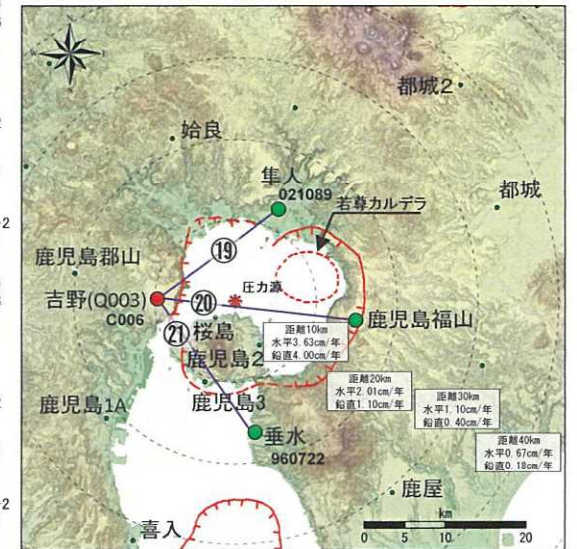 都城2
姶良
隼人
021089
若尊カルデラ
都城
鹿児島郡山
⑲
吉野(Q003)
C006
⑳
圧力源
鹿児島福山
㉑
桜島
鹿児島2
距離10km
水平3.63cm/年
鉛直4.00cm/年
鹿児島1A
鹿児島3
距離20km
水平2.01cm/年
鉛直1.10cm/年
距離30km
水平1.10cm/年
鉛直0.40cm/年
距離40km
水平0.67cm/年
鉛直0.18cm/年
垂水
960722
鹿屋
喜入
km
0 5 10 20